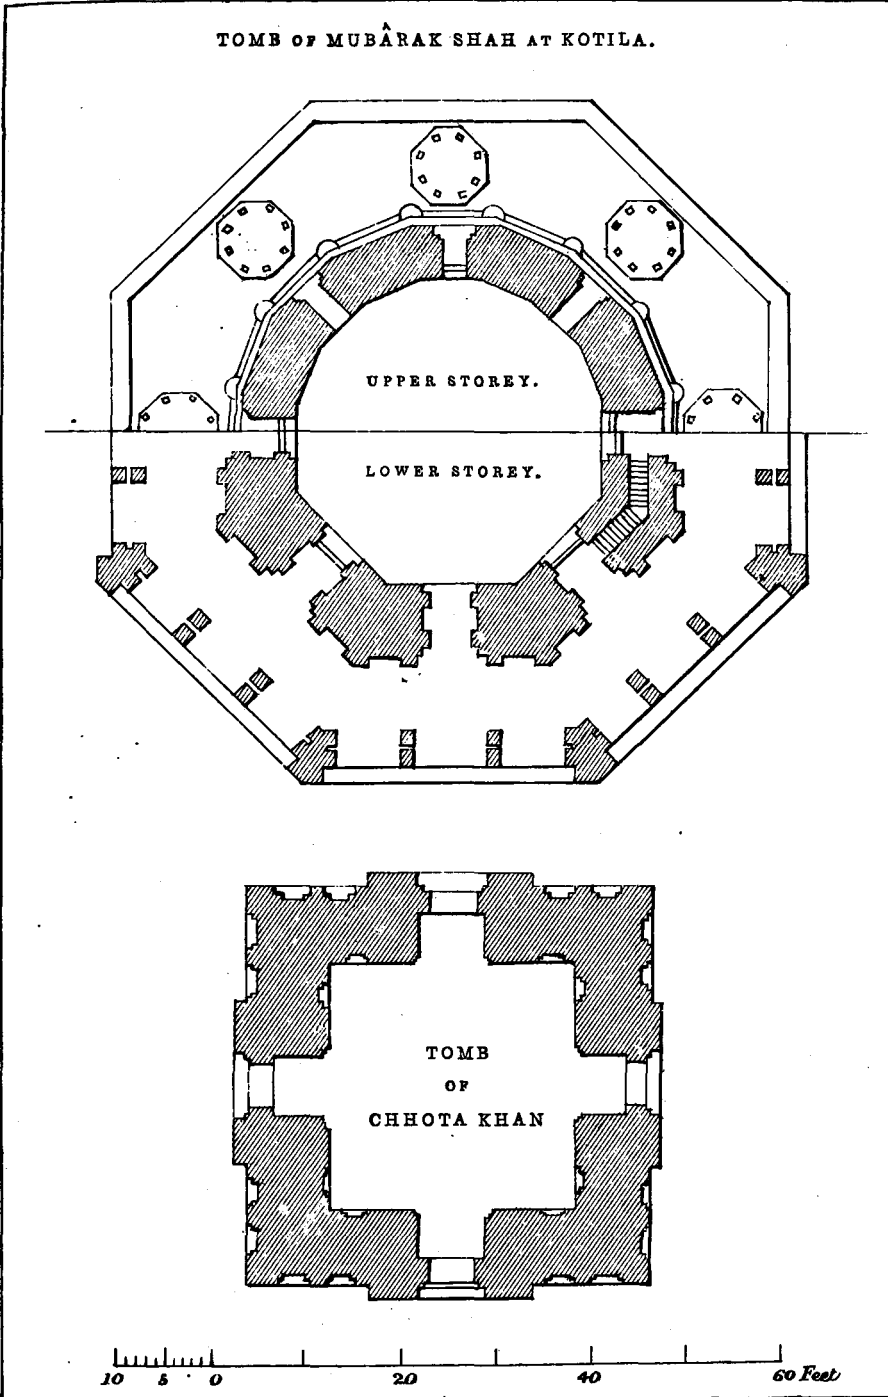 TOMB OF MUBÂRAK SHAH AT KOTILA.
UPPER STOREY.
LOWER STOREY.
TOMB
OF
CHHOTA KHAN
10 5 0 20 40 60 Feet